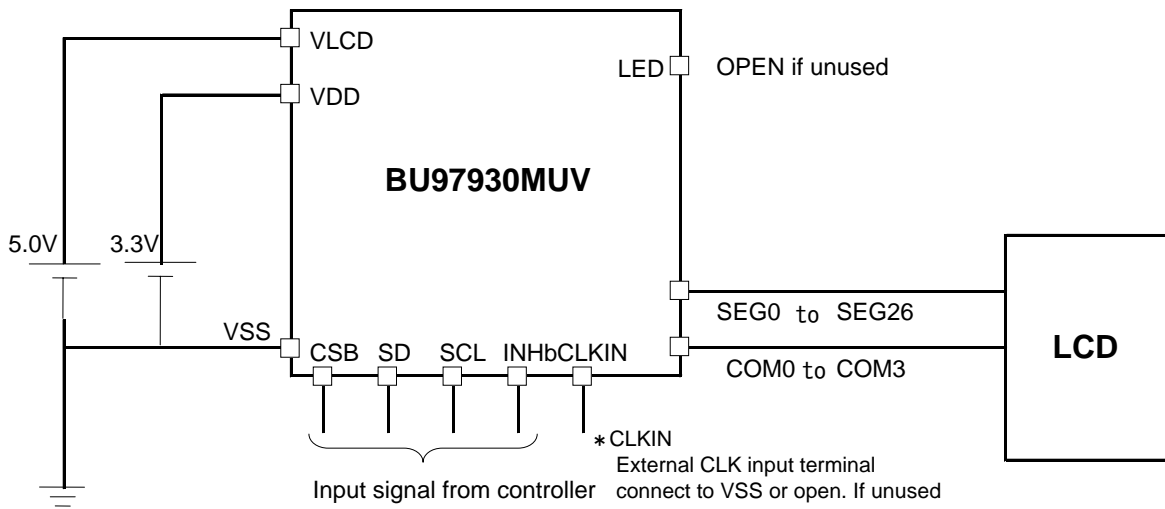 VLCD
LED OPEN if unused
VDD
BU97930MUV
5.0V 3.3V
SEG0 to SEG26
VSS
LCD
CSB SD SCL INHbCLKIN
COM0 to COM3
*CLKIN
External CLK input terminal
Input signal from controller connect to VSS or open. If unused